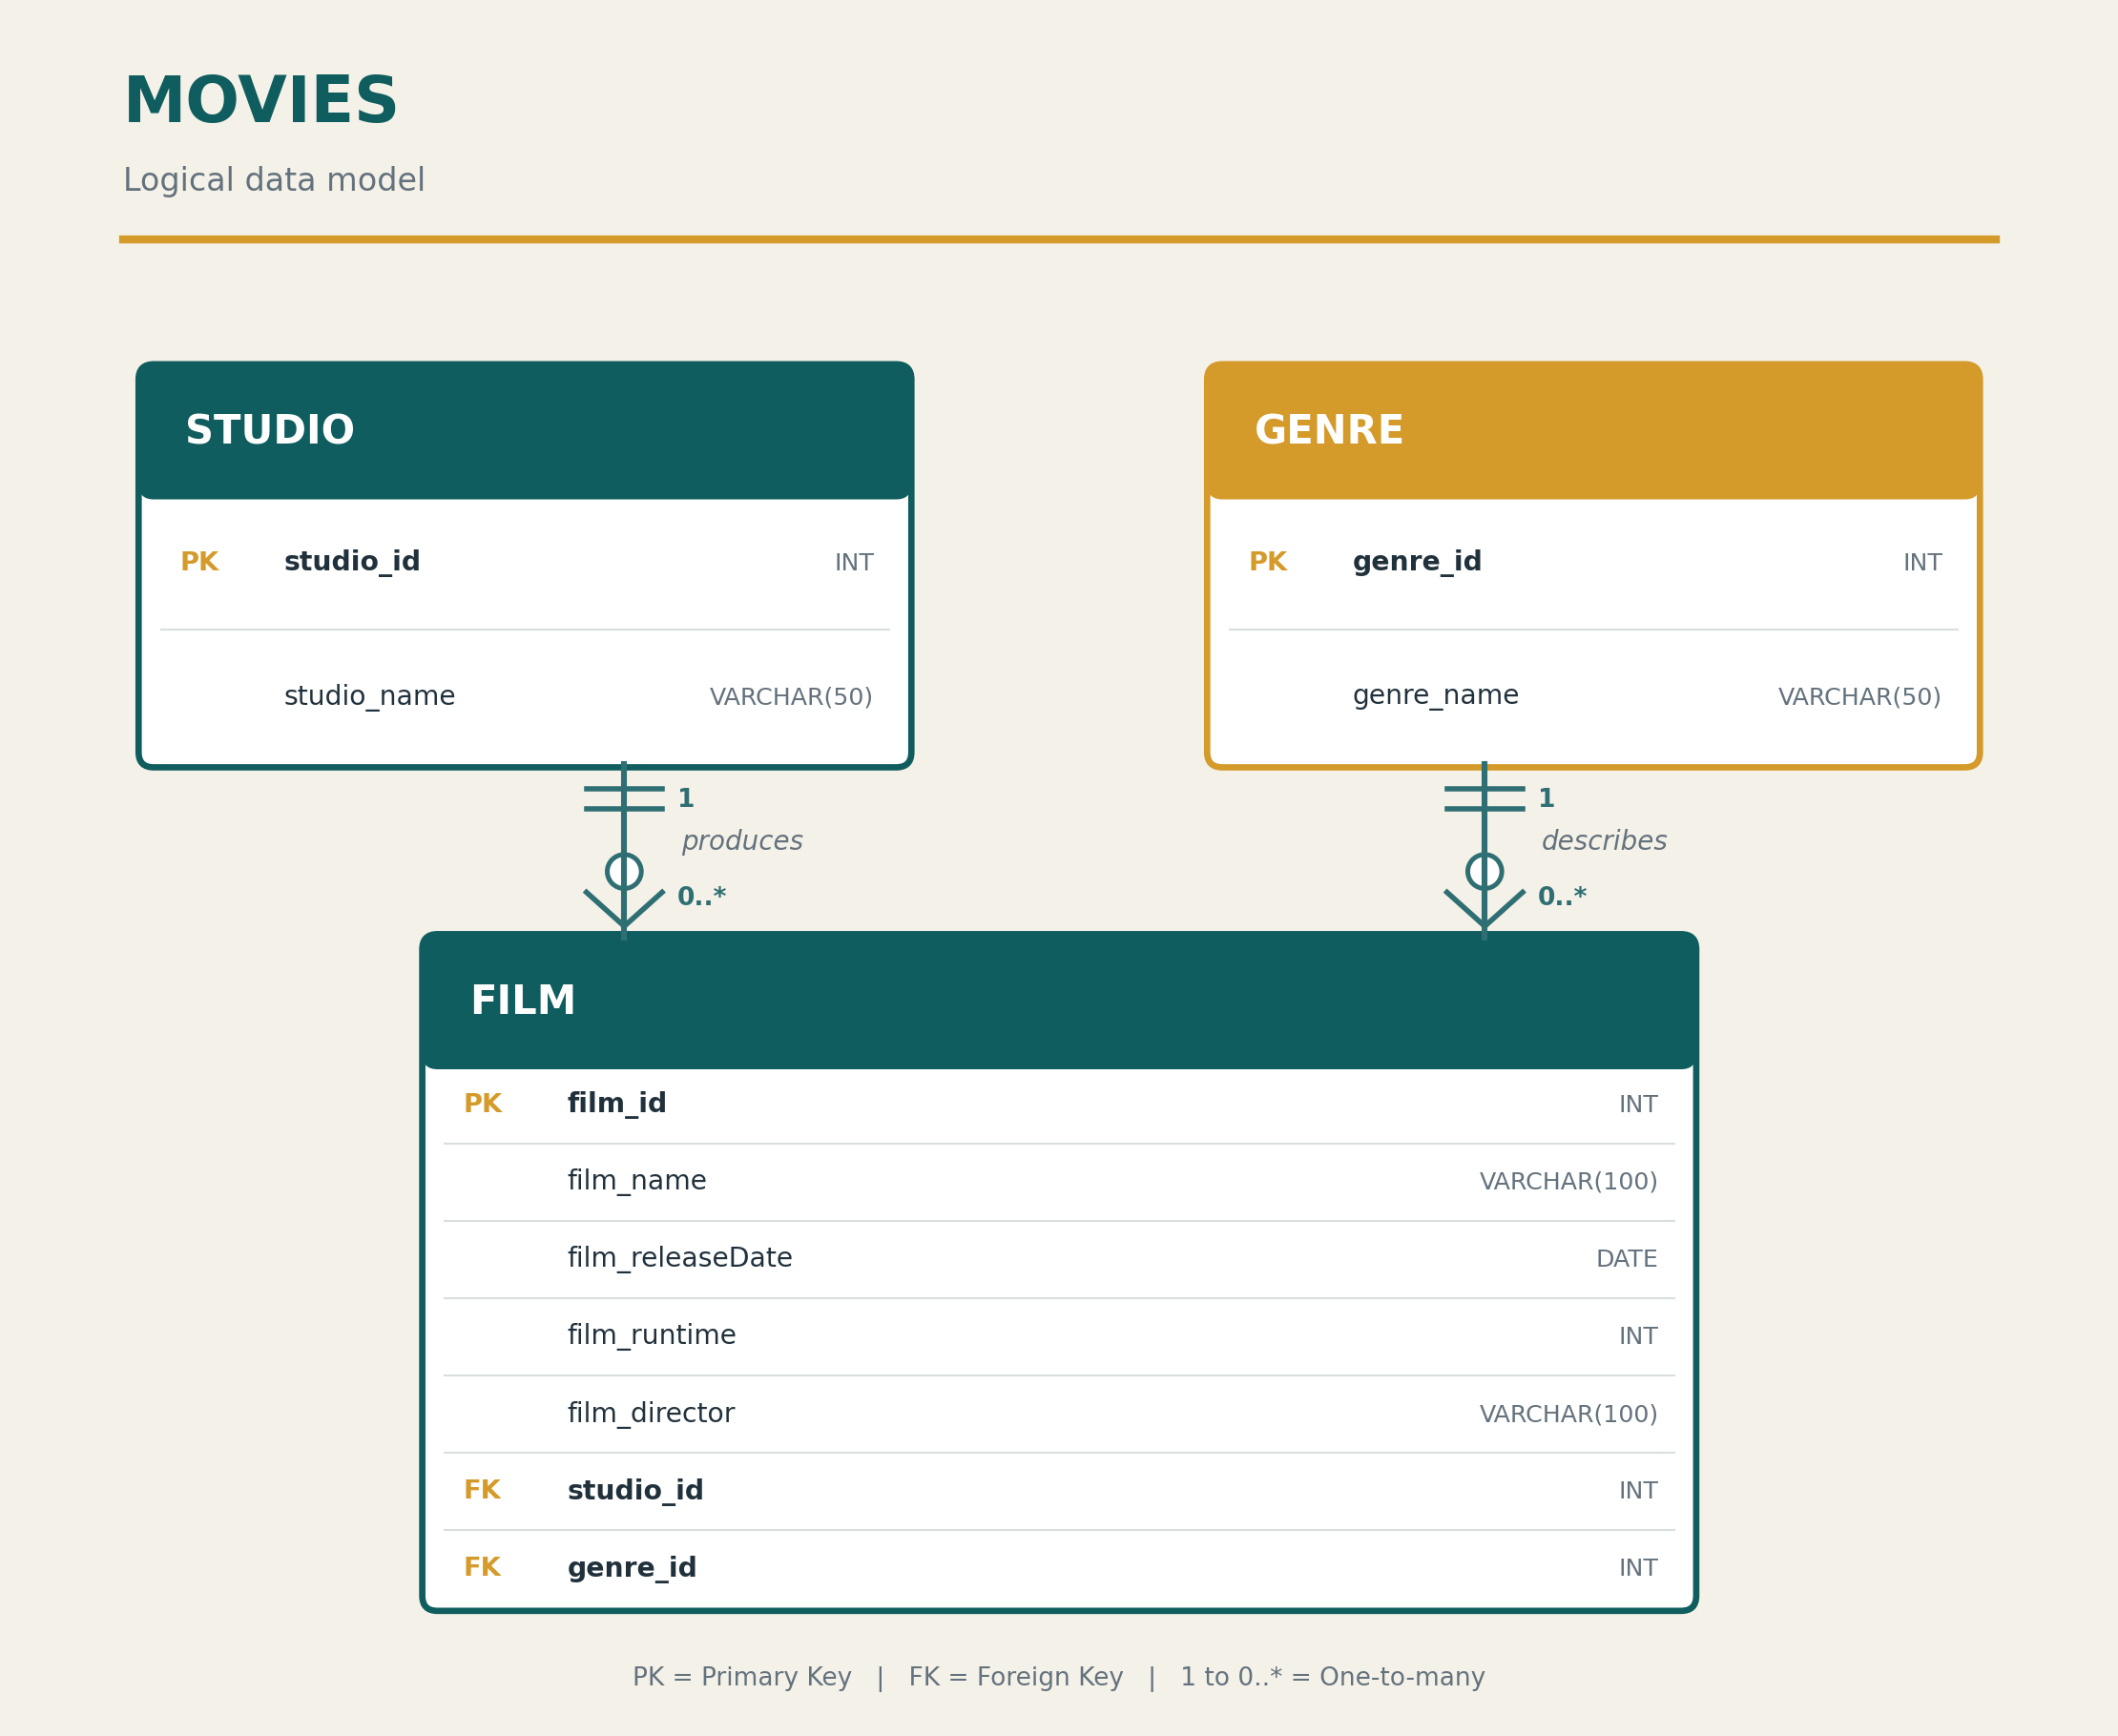 MOVIES
Logical data model
STUDIO
PK studio_id INT
studio_name VARCHAR(50)
GENRE
PK genre_id INT
genre_name VARCHAR(50)
1
produces
0..*
1
describes
0..*
FILM
PK film_id INT
film_name VARCHAR(100)
film_releaseDate DATE
film_runtime INT
film_director VARCHAR(100)
FK studio_id INT
FK genre_id INT
PK = Primary Key | FK = Foreign Key | 1 to 0..* = One-to-many